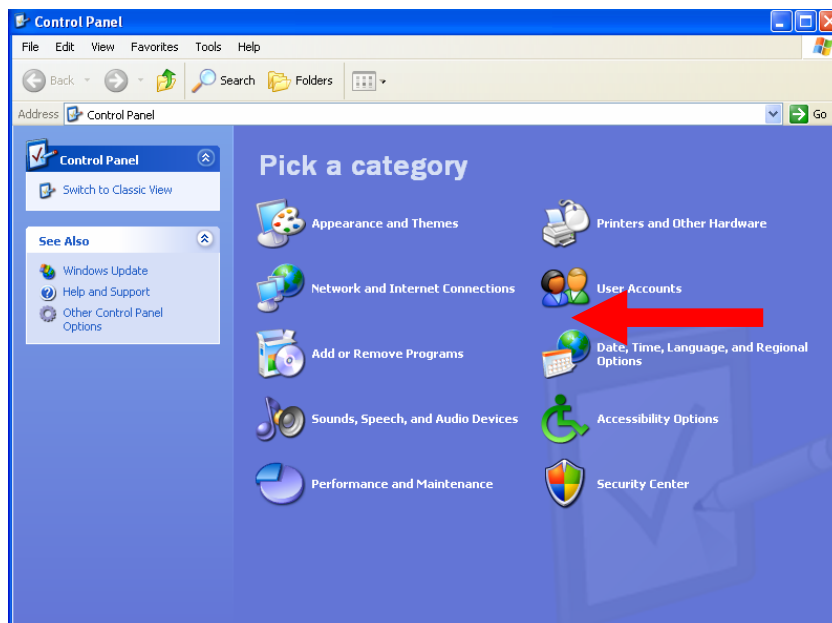 Control Panel
File Edit View Favorites Tools Help
Back Search Folders
Address Control Panel Go
Control Panel
Switch to Classic View
See Also
Windows Update
Help and Support
Other Control Panel
Options
Pick a category
Appearance and Themes
Printers and Other Hardware
Network and Internet Connections
User Accounts
Add or Remove Programs
Date, Time, Language, and Regional
Options
Sounds, Speech, and Audio Devices
Accessibility Options
Performance and Maintenance
Security Center